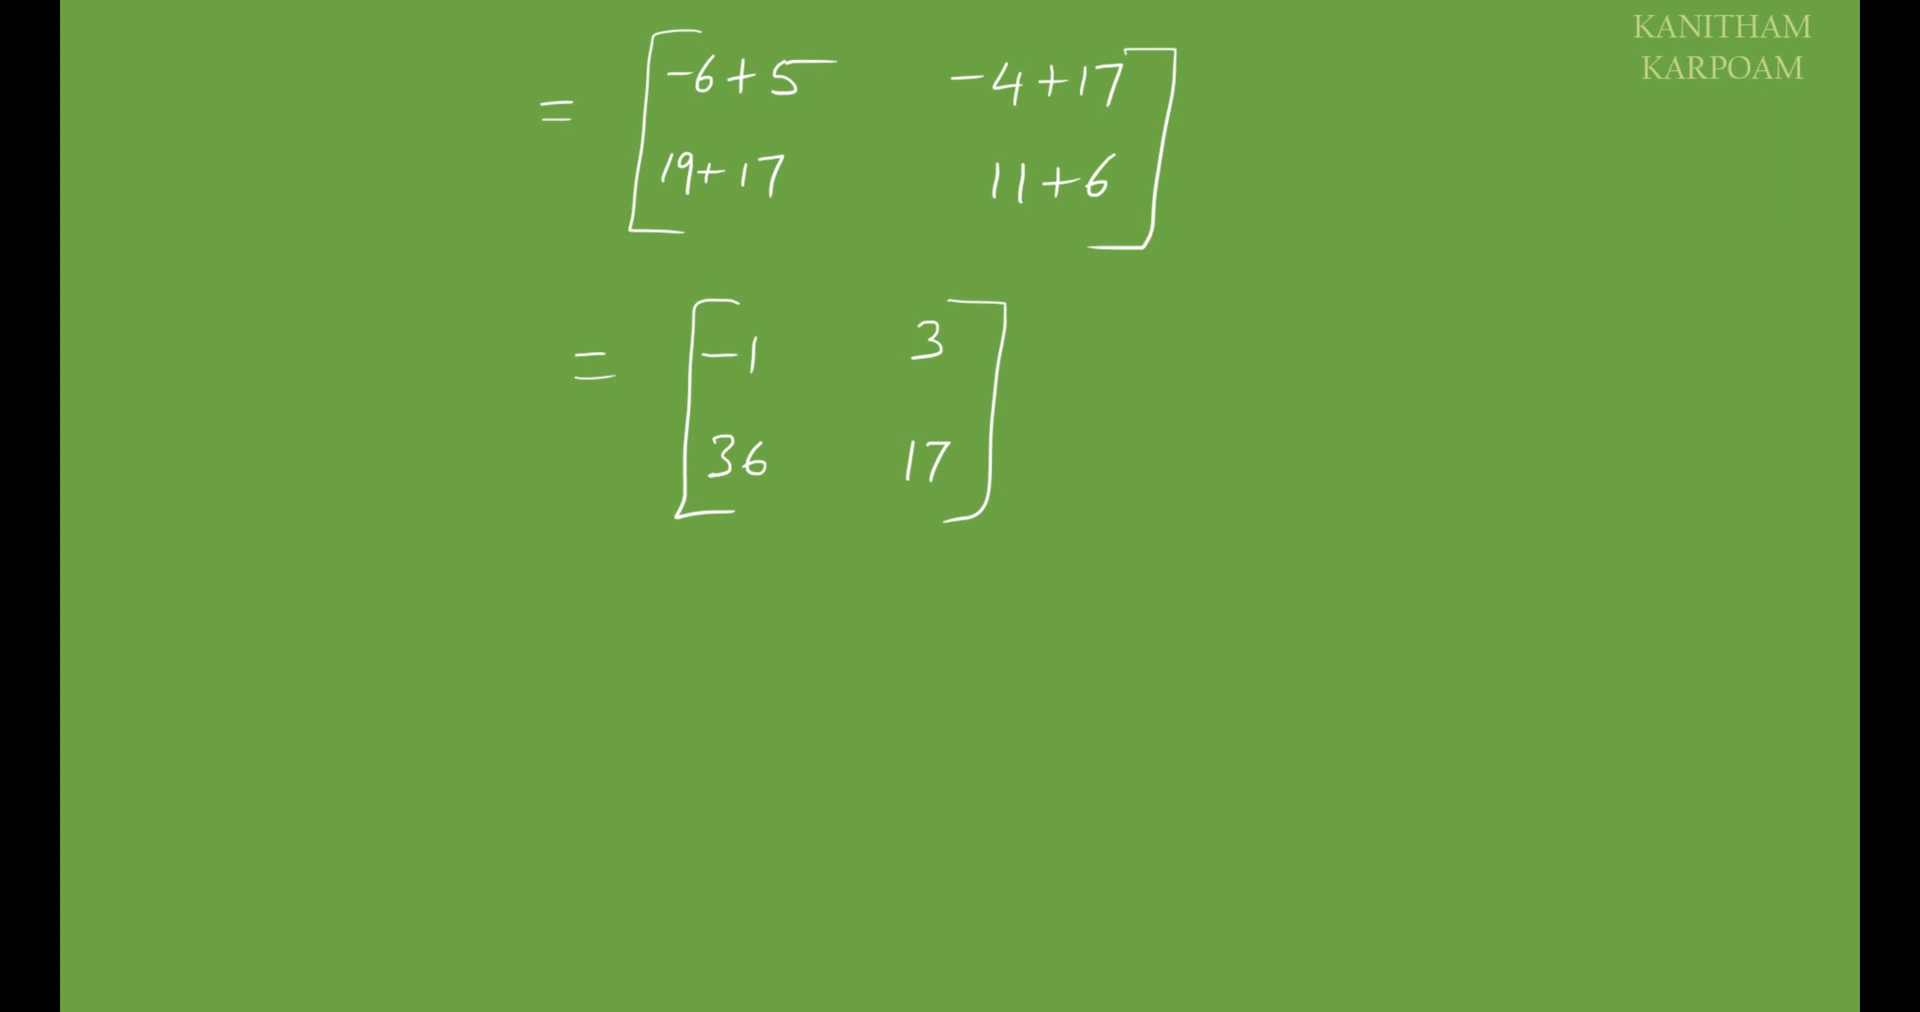 KANITHAM
KARPOAM
= [ -6+5 -4+17
19+17 11+6 ]
= [ -1 3
36 17 ]